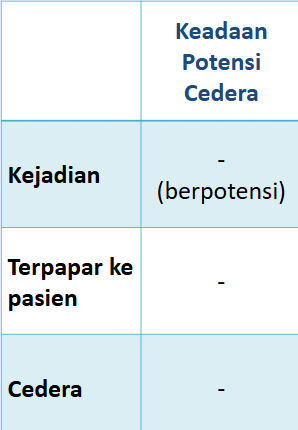 Keadaan
Potensi
Cedera
Kejadian
-
(berpotensi)
Terpapar ke
pasien
-
Cedera
-